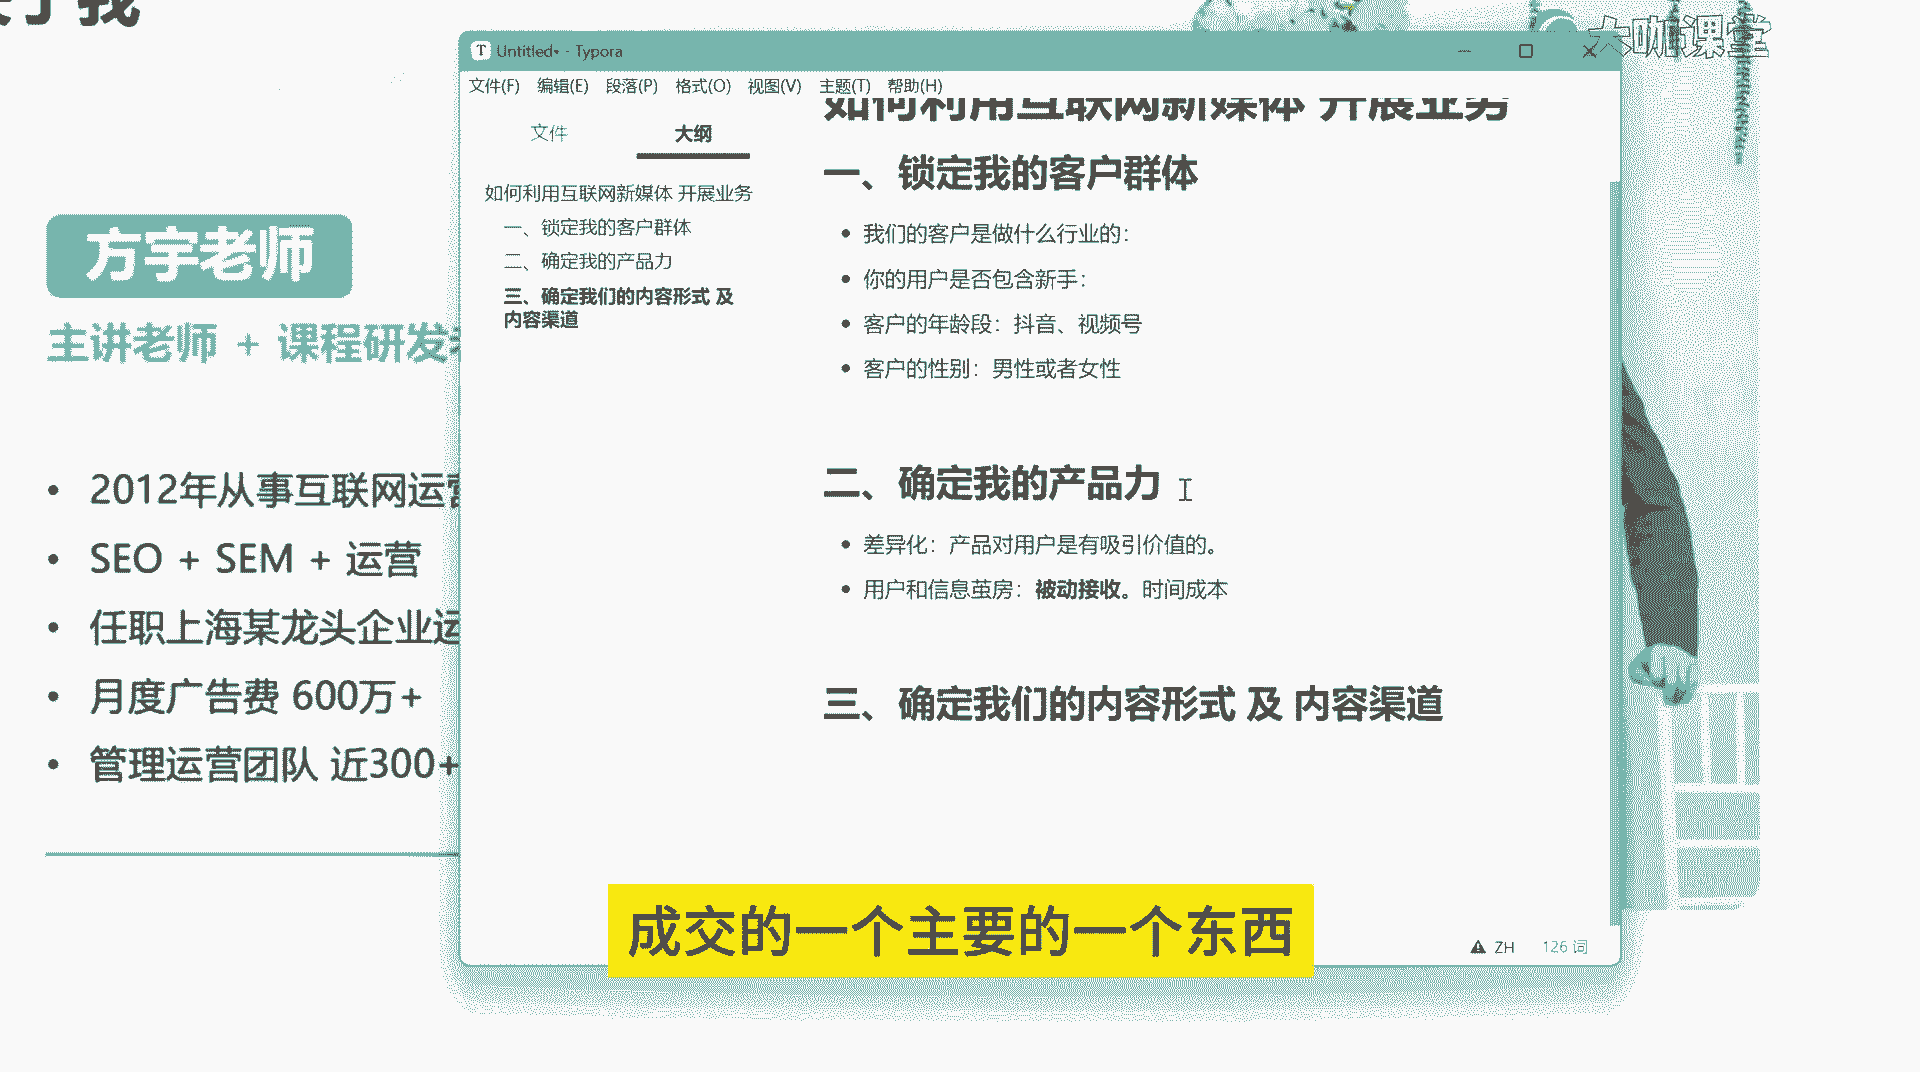 我
大咖课堂
Untitled• - Typora
文件(F) 编辑(E) 段落(P) 格式(O) 视图(V) 主题(T) 帮助(H)
文件 大纲
如何利用互联网新媒体 开展业务
一、锁定我的客户群体
二、确定我的产品力
三、确定我们的内容形式 及
内容渠道
如何利用互联网新媒体 开展业务
一、锁定我的客户群体
我们的客户是做什么行业的：
你的用户是否包含新手：
客户的年龄段：抖音、视频号
客户的性别：男性或者女性
二、确定我的产品力
差异化：产品对用户是有吸引价值的。
用户和信息茧房：被动接收。时间成本
三、确定我们的内容形式 及 内容渠道
ZH 126 词
方宇老师
主讲老师 + 课程研发
2012年从事互联网运营
SEO + SEM + 运营
任职上海某龙头企业运
月度广告费 600万+
管理运营团队 近300+
成交的一个主要的一个东西